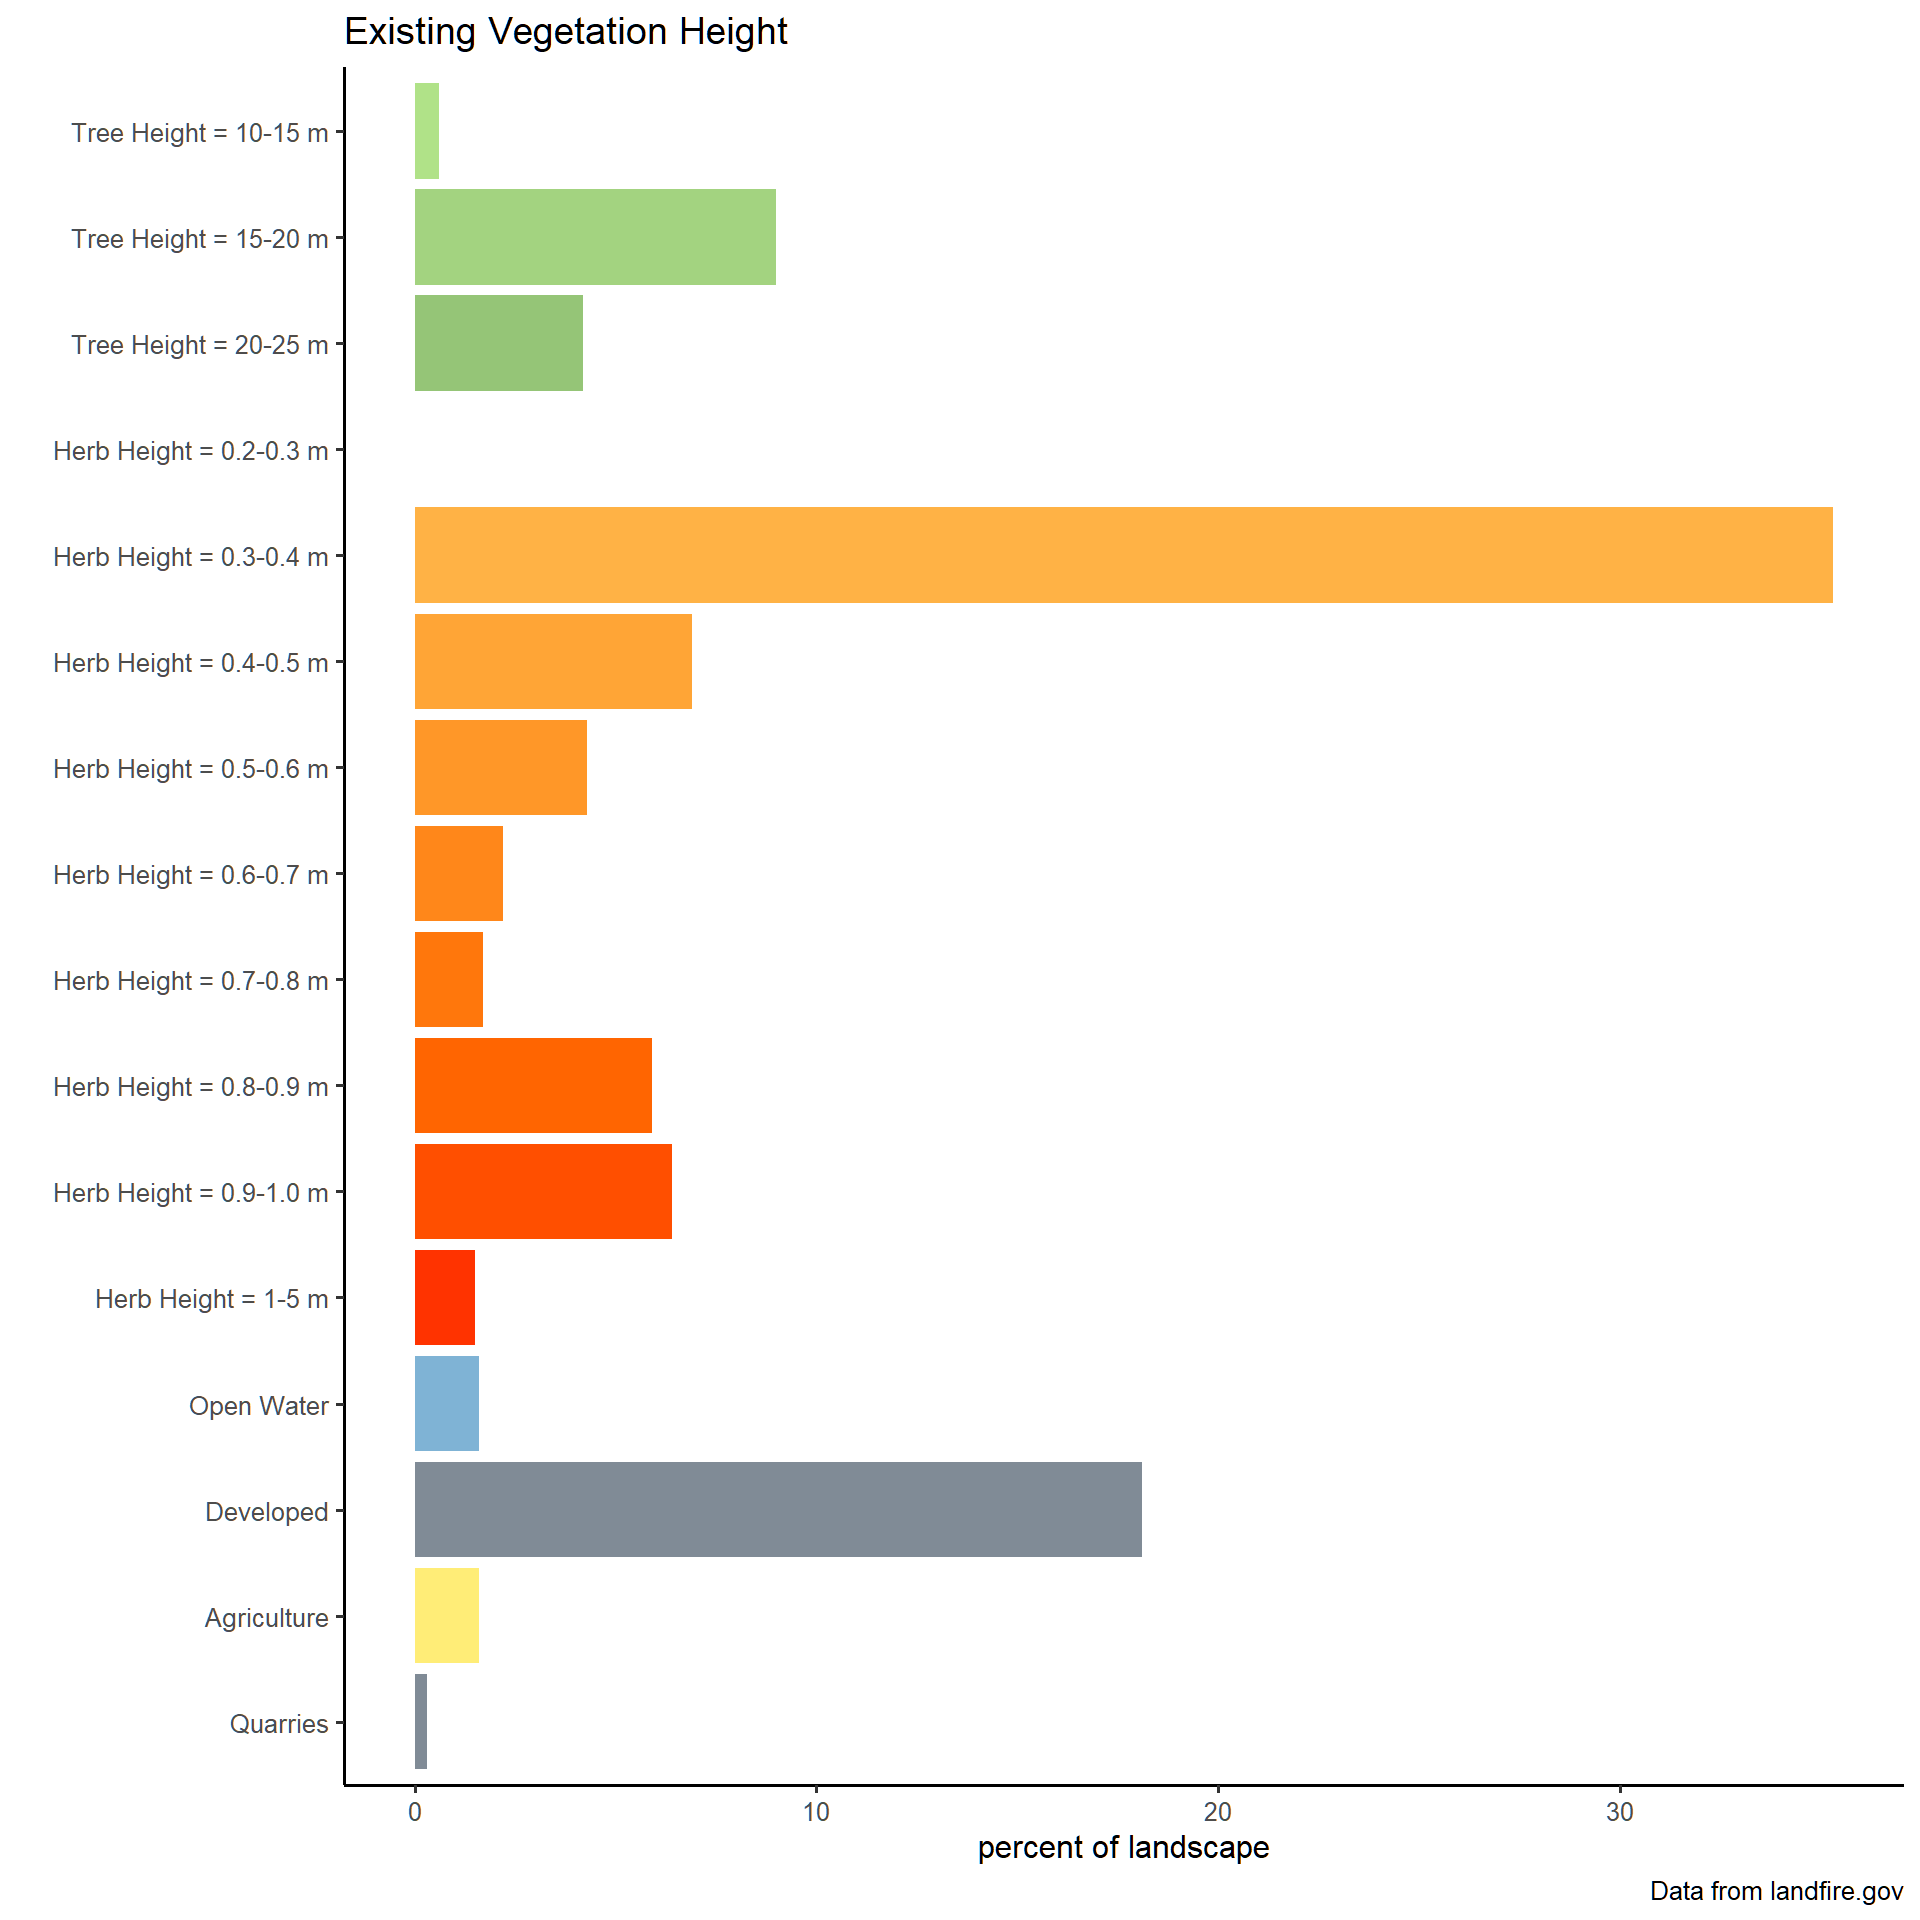 Existing Vegetation Height
Tree Height = 10-15 m
Tree Height = 15-20 m
Tree Height = 20-25 m
Herb Height = 0.2-0.3 m
Herb Height = 0.3-0.4 m
Herb Height = 0.4-0.5 m
Herb Height = 0.5-0.6 m
Herb Height = 0.6-0.7 m
Herb Height = 0.7-0.8 m
Herb Height = 0.8-0.9 m
Herb Height = 0.9-1.0 m
Herb Height = 1-5 m
Open Water
Developed
Agriculture
Quarries
0 10 20 30
percent of landscape
Data from landfire.gov